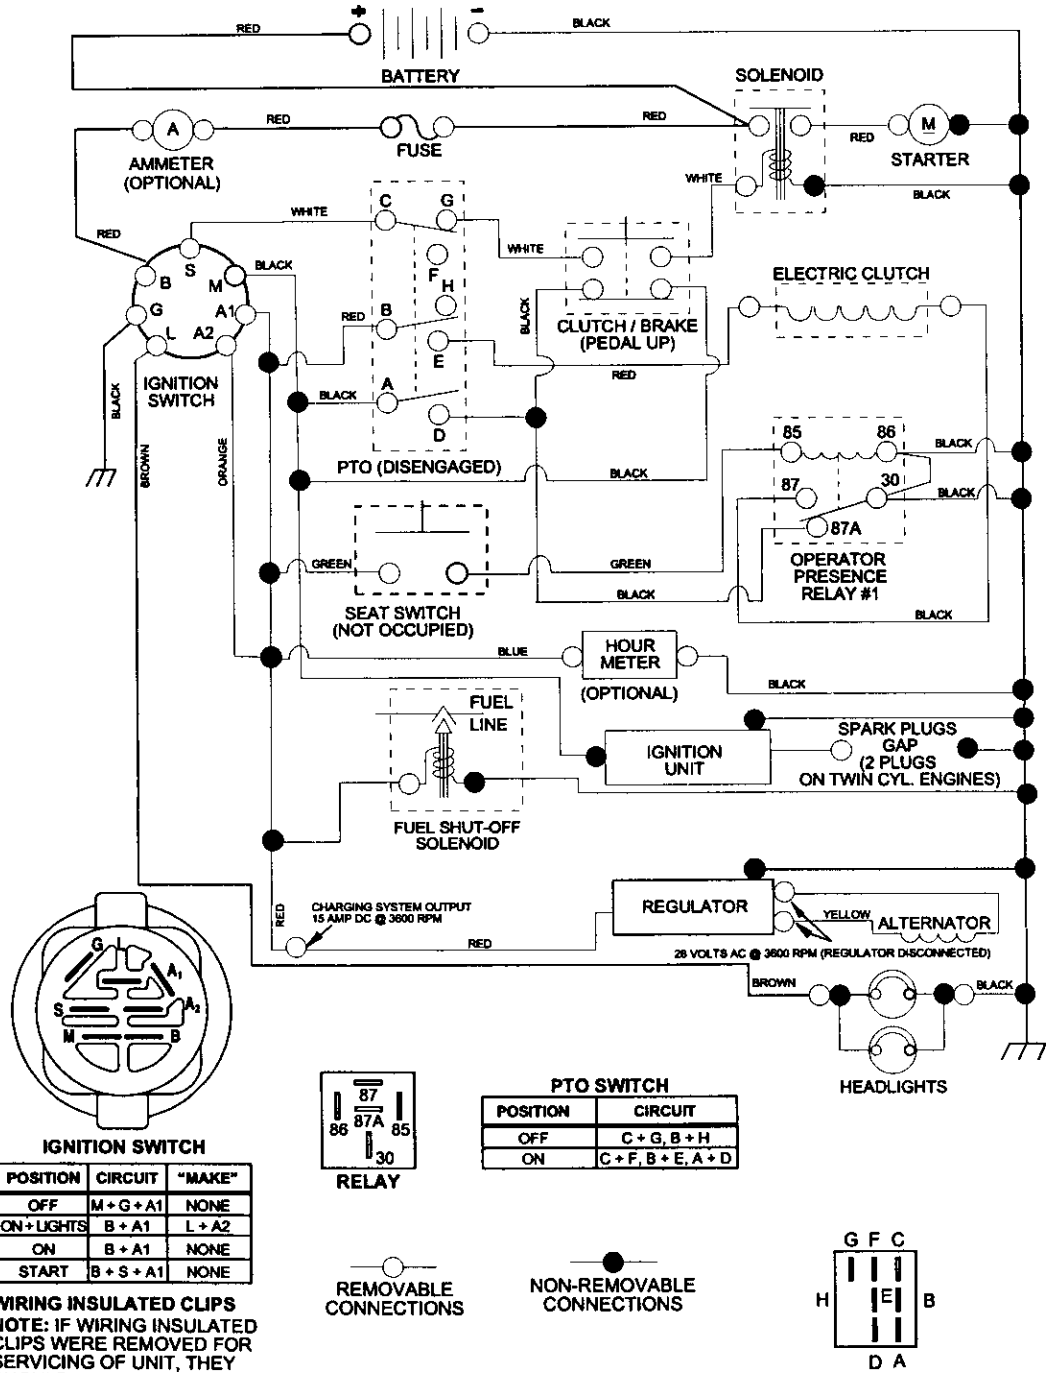 + -
RED
BLACK
BATTERY
SOLENOID
RED
A
AMMETER
(OPTIONAL)
FUSE
RED
RED
M
STARTER
WHITE
BLACK
RED
WHITE
C G
F
H
B
E
A
D
PTO (DISENGAGED)
S
B
M
G
A1
L A2
IGNITION
SWITCH
BLACK
RED
BLACK
BLACK
BROWN
ORANGE
WHITE
BLACK
CLUTCH / BRAKE
(PEDAL UP)
ELECTRIC CLUTCH
RED
BLACK
85 86
87 30
87A
BLACK
BLACK
OPERATOR
PRESENCE
RELAY #1
GREEN
SEAT SWITCH
(NOT OCCUPIED)
GREEN
BLACK
BLACK
BLUE
HOUR
METER
(OPTIONAL)
BLACK
FUEL
LINE
FUEL SHUT-OFF
SOLENOID
IGNITION
UNIT
SPARK PLUGS
GAP
(2 PLUGS
ON TWIN CYL. ENGINES)
RED
CHARGING SYSTEM OUTPUT
15 AMP DC @ 3600 RPM
RED
REGULATOR
YELLOW
ALTERNATOR
28 VOLTS AC @ 3600 RPM (REGULATOR DISCONNECTED)
BROWN
BLACK
HEADLIGHTS
G L
A1
A2
S
M B
IGNITION SWITCH
POSITION CIRCUIT "MAKE"
OFF M + G + A1 NONE
ON + LIGHTS B + A1 L + A2
ON B + A1 NONE
START B + S + A1 NONE
87
86 87A 85
30
RELAY
PTO SWITCH
POSITION CIRCUIT
OFF C + G, B + H
ON C + F, B + E, A + D
REMOVABLE
CONNECTIONS
NON-REMOVABLE
CONNECTIONS
G F C
H E B
D A
WIRING INSULATED CLIPS
NOTE: IF WIRING INSULATED
CLIPS WERE REMOVED FOR
SERVICING OF UNIT, THEY